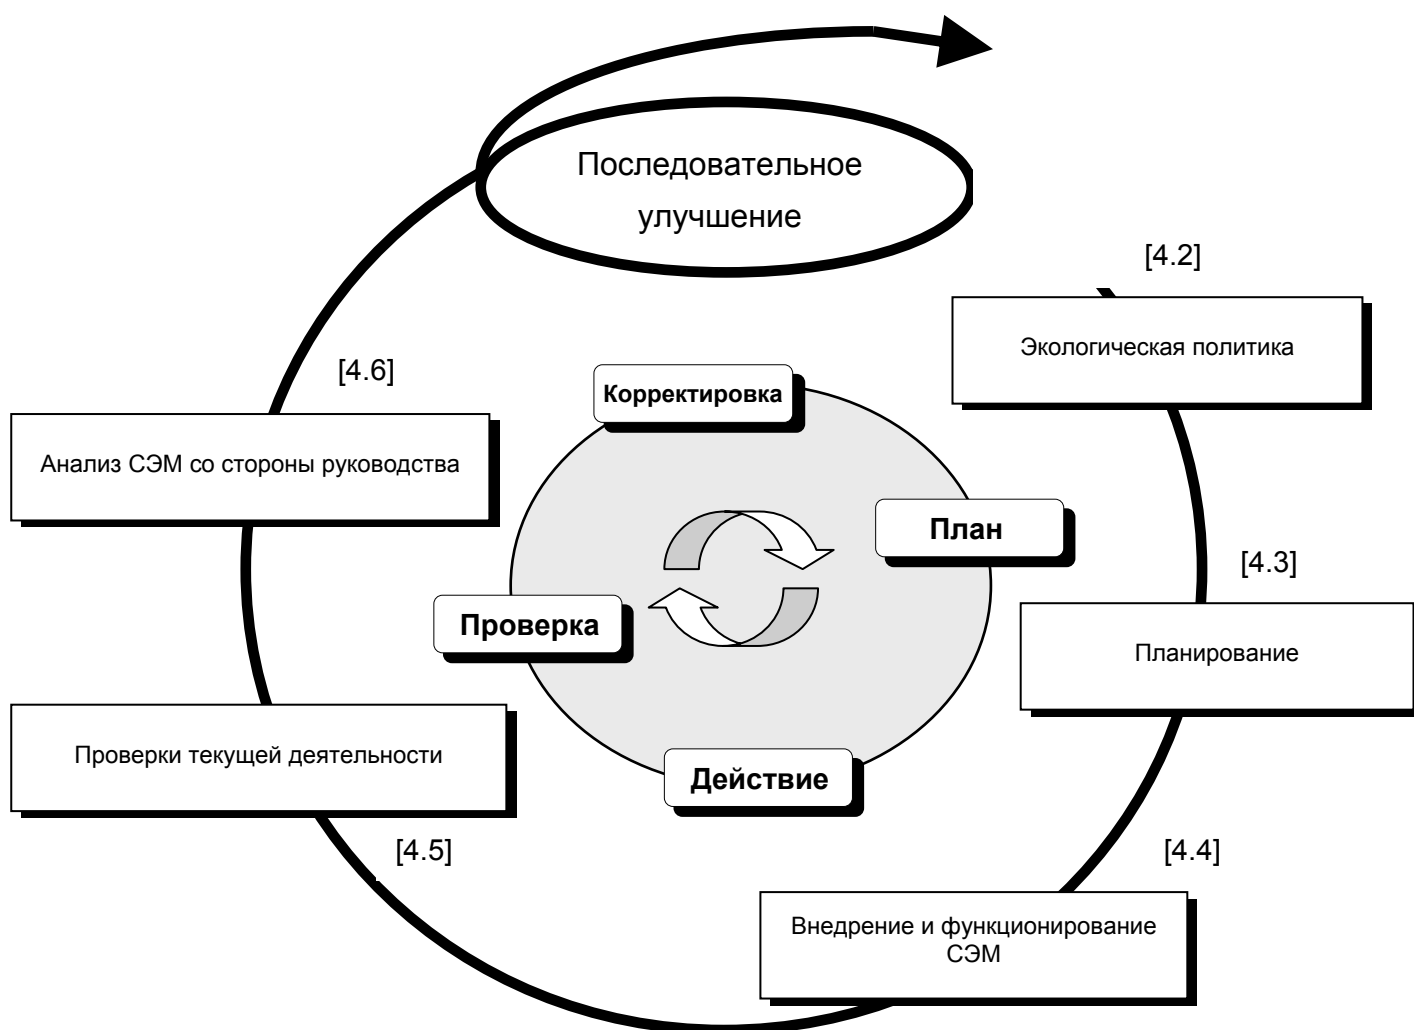 Последовательное
улучшение
[4.2]
Экологическая политика
[4.6]
Корректировка
Анализ СЭМ со стороны руководства
План
[4.3]
Проверка
Планирование
Проверки текущей деятельности
Действие
[4.5]
[4.4]
Внедрение и функционирование
СЭМ